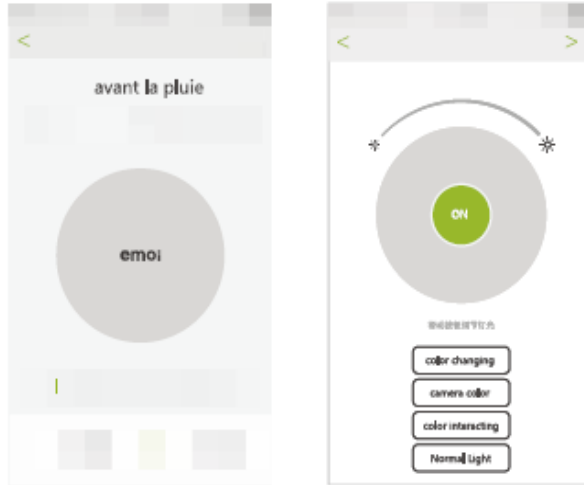 <
avant la pluie
emoi
<
>
ON
color changing
camera color
color interacting
Normal Light